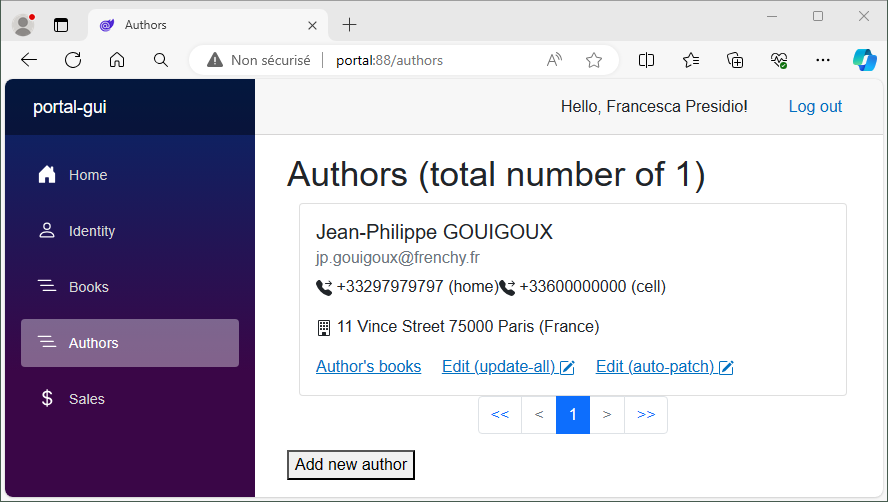 Authors
Non sécurisé portal:88/authors
portal-gui
Hello, Francesca Presidio!
Log out
Home
Identity
Books
Authors
$ Sales
Authors (total number of 1)
Jean-Philippe GOUIGOUX
jp.gouigoux@frenchy.fr
+33297979797 (home) +33600000000 (cell)
11 Vince Street 75000 Paris (France)
Author's books Edit (update-all) Edit (auto-patch)
<< < 1 > >>
Add new author